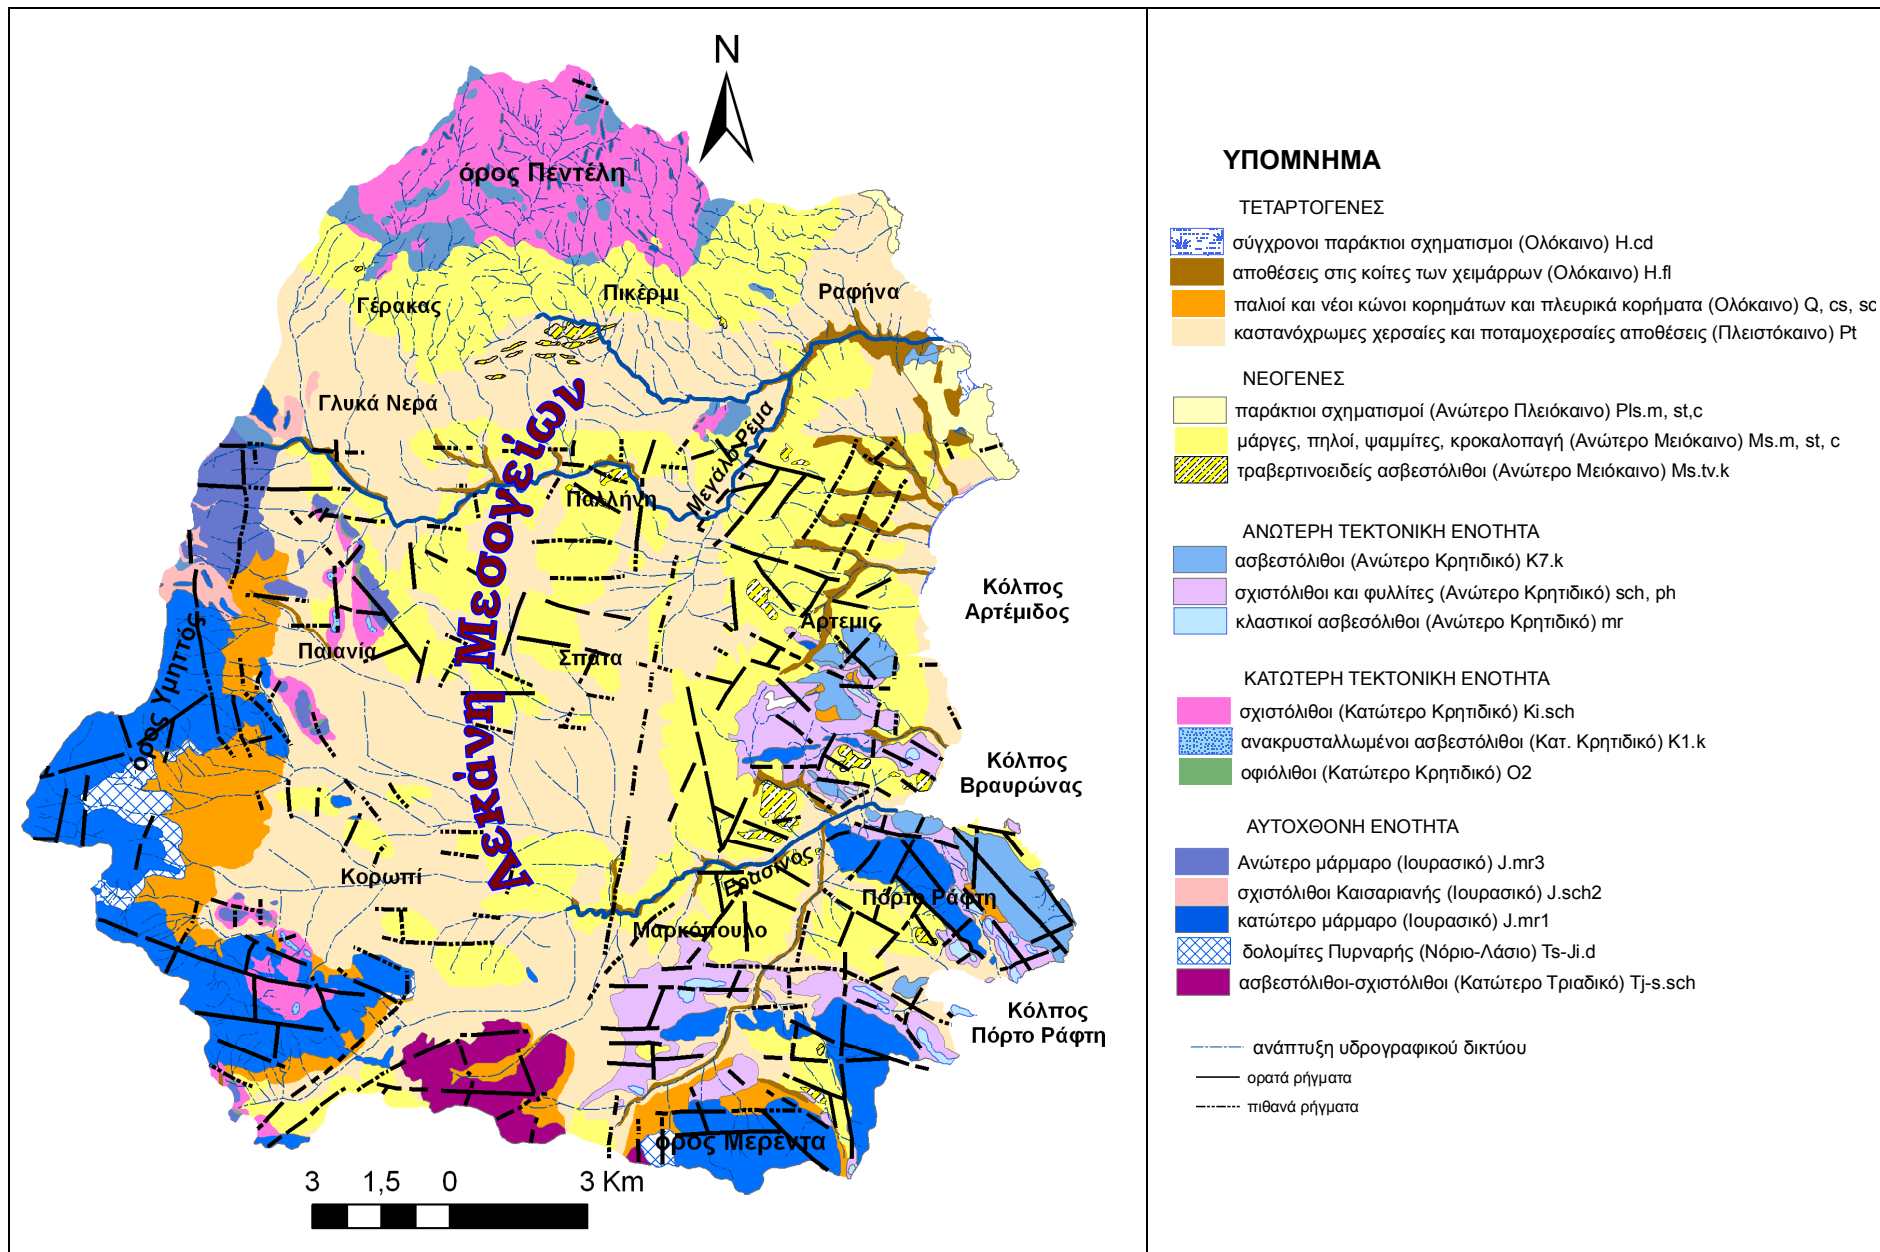 N
όρος Πεντέλη
Πικέρμι
Ραφήνα
Γέρακας
Γλυκά Νερά
Λεκάνη Μεσογείων
Μεγάλο Ρέμα
Παλλήνη
Κόλπος
Αρτέμιδος
Άρτεμις
όρος Υμηττός
Παιανία
Σπάτα
Κόλπος
Βραυρώνας
Κορωπί
Ερασίνος
Πόρτο Ράφτη
Μαρκόπουλο
Κόλπος
Πόρτο Ράφτη
όρος Μερέντα
3 1,5 0 3 Km
ΥΠΟΜΝΗΜΑ
ΤΕΤΑΡΤΟΓΕΝΕΣ
σύγχρονοι παράκτιοι σχηματισμοι (Ολόκαινο) H.cd
αποθέσεις στις κοίτες των χειμάρρων (Ολόκαινο) H.fl
παλιοί και νέοι κώνοι κορημάτων και πλευρικά κορήματα (Ολόκαινο) Q, cs, sc
καστανόχρωμες χερσαίες και ποταμοχερσαίες αποθέσεις (Πλειστόκαινο) Pt
ΝΕΟΓΕΝΕΣ
παράκτιοι σχηματισμοί (Ανώτερο Πλειόκαινο) Pls.m, st,c
μάργες, πηλοί, ψαμμίτες, κροκαλοπαγή (Ανώτερο Μειόκαινο) Ms.m, st, c
τραβερτινοειδείς ασβεστόλιθοι (Ανώτερο Μειόκαινο) Ms.tv.k
ΑΝΩΤΕΡΗ ΤΕΚΤΟΝΙΚΗ ΕΝΟΤΗΤΑ
ασβεστόλιθοι (Ανώτερο Κρητιδικό) K7.k
σχιστόλιθοι και φυλλίτες (Ανώτερο Κρητιδικό) sch, ph
κλαστικοί ασβεσόλιθοι (Ανώτερο Κρητιδικό) mr
ΚΑΤΩΤΕΡΗ ΤΕΚΤΟΝΙΚΗ ΕΝΟΤΗΤΑ
σχιστόλιθοι (Κατώτερο Κρητιδικό) Ki.sch
ανακρυσταλλωμένοι ασβεστόλιθοι (Κατ. Κρητιδικό) K1.k
οφιόλιθοι (Κατώτερο Κρητιδικό) O2
ΑΥΤΟΧΘΟΝΗ ΕΝΟΤΗΤΑ
Ανώτερο μάρμαρο (Ιουρασικό) J.mr3
σχιστόλιθοι Καισαριανής (Ιουρασικό) J.sch2
κατώτερο μάρμαρο (Ιουρασικό) J.mr1
δολομίτες Πιρναρής (Νόριο-Λάσιο) Ts-Ji.d
ασβεστόλιθοι-σχιστόλιθοι (Κατώτερο Τριαδικό) Tj-s.sch
ανάπτυξη υδρογραφικού δικτύου
ορατά ρήγματα
πιθανά ρήγματα